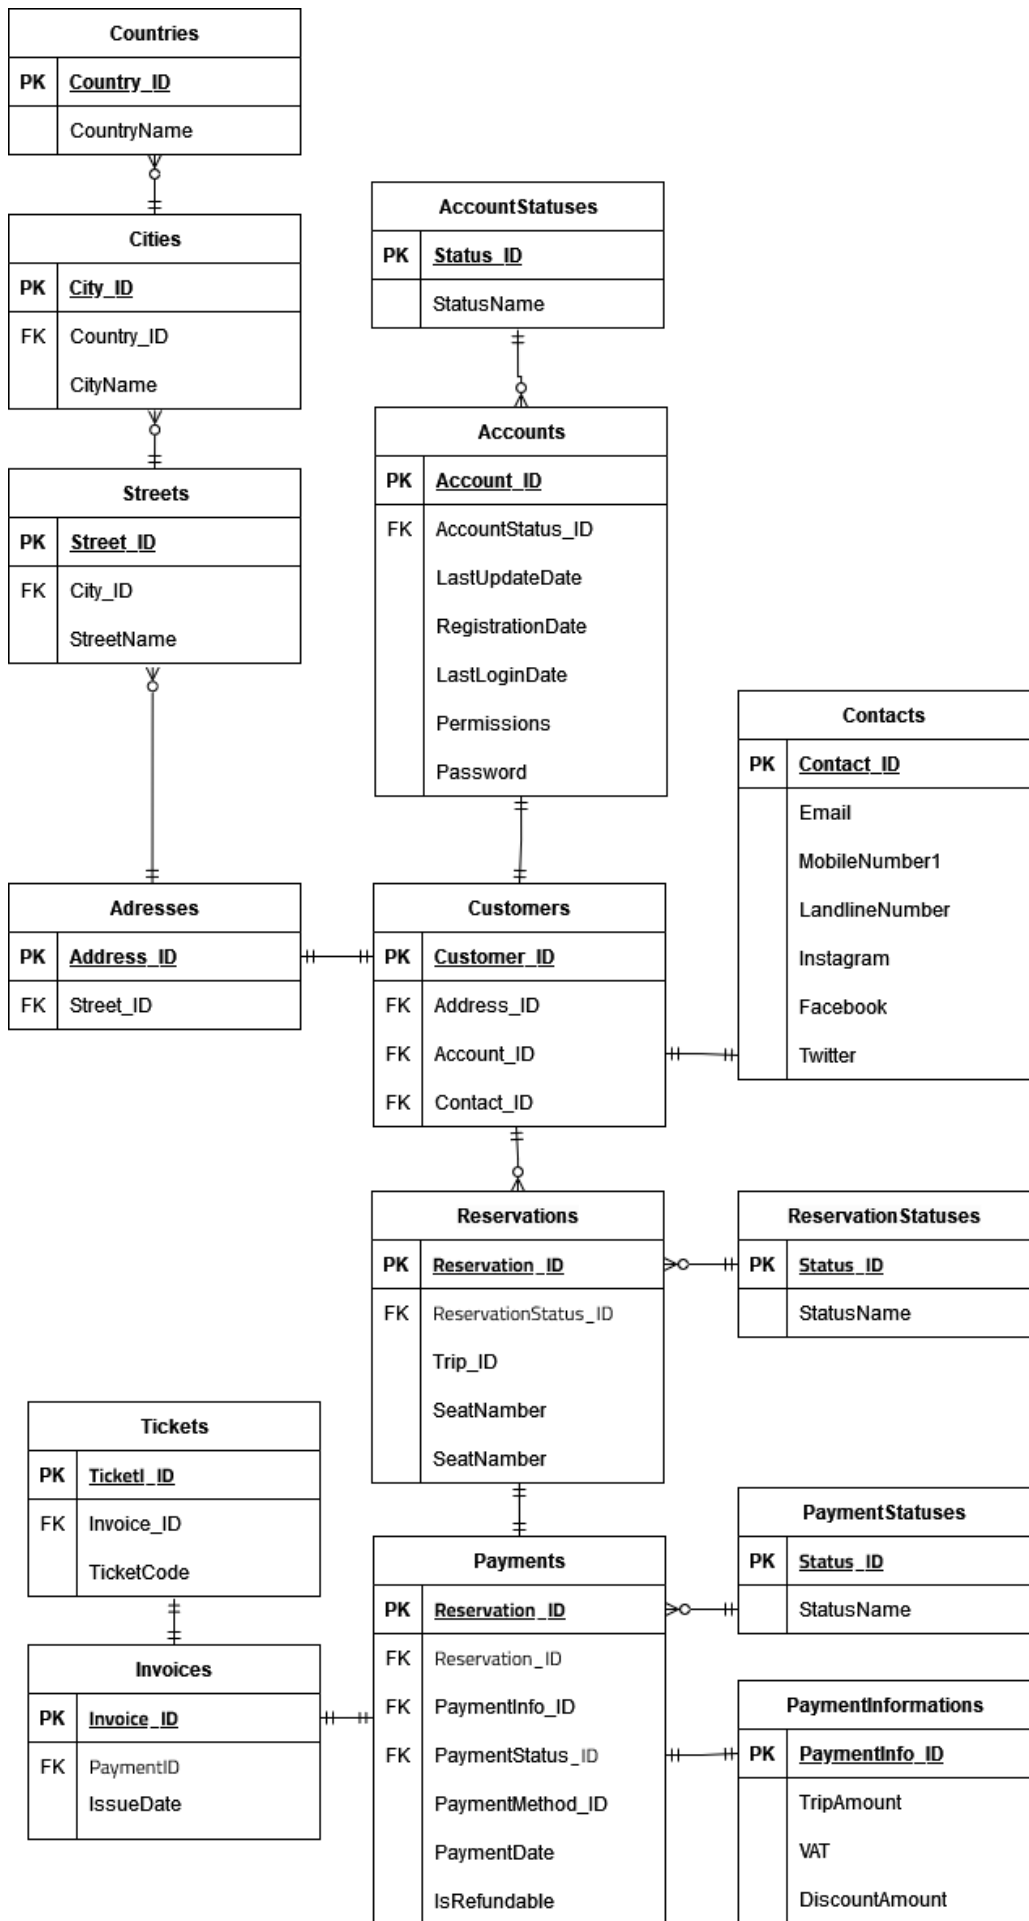 Countries
PK Country_ID
CountryName
Cities
PK City_ID
FK Country_ID
CityName
Streets
PK Street_ID
FK City_ID
StreetName
Adresses
PK Address_ID
FK Street_ID
AccountStatuses
PK Status_ID
StatusName
Accounts
PK Account_ID
FK AccountStatus_ID
LastUpdateDate
RegistrationDate
LastLoginDate
Permissions
Password
Customers
PK Customer_ID
FK Address_ID
FK Account_ID
FK Contact_ID
Contacts
PK Contact_ID
Email
MobileNumber1
LandlineNumber
Instagram
Facebook
Twitter
Reservations
PK Reservation_ID
FK ReservationStatus_ID
Trip_ID
SeatNamber
SeatNamber
ReservationStatuses
PK Status_ID
StatusName
Tickets
PK TicketI_ID
FK Invoice_ID
TicketCode
Invoices
PK Invoice_ID
FK PaymentID
IssueDate
Payments
PK Reservation_ID
FK Reservation_ID
FK PaymentInfo_ID
FK PaymentStatus_ID
PaymentMethod_ID
PaymentDate
IsRefundable
PaymentStatuses
PK Status_ID
StatusName
PaymentInformations
PK PaymentInfo_ID
TripAmount
VAT
DiscountAmount